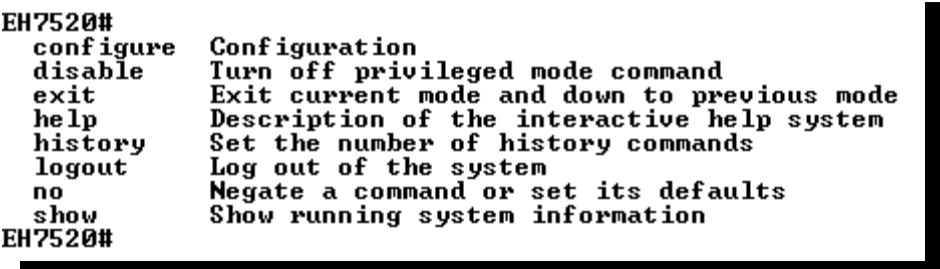 EH7520#
configure Configuration
disable Turn off privileged mode command
exit Exit current mode and down to previous mode
help Description of the interactive help system
history Set the number of history commands
logout Log out of the system
no Negate a command or set its defaults
show Show running system information
EH7520#